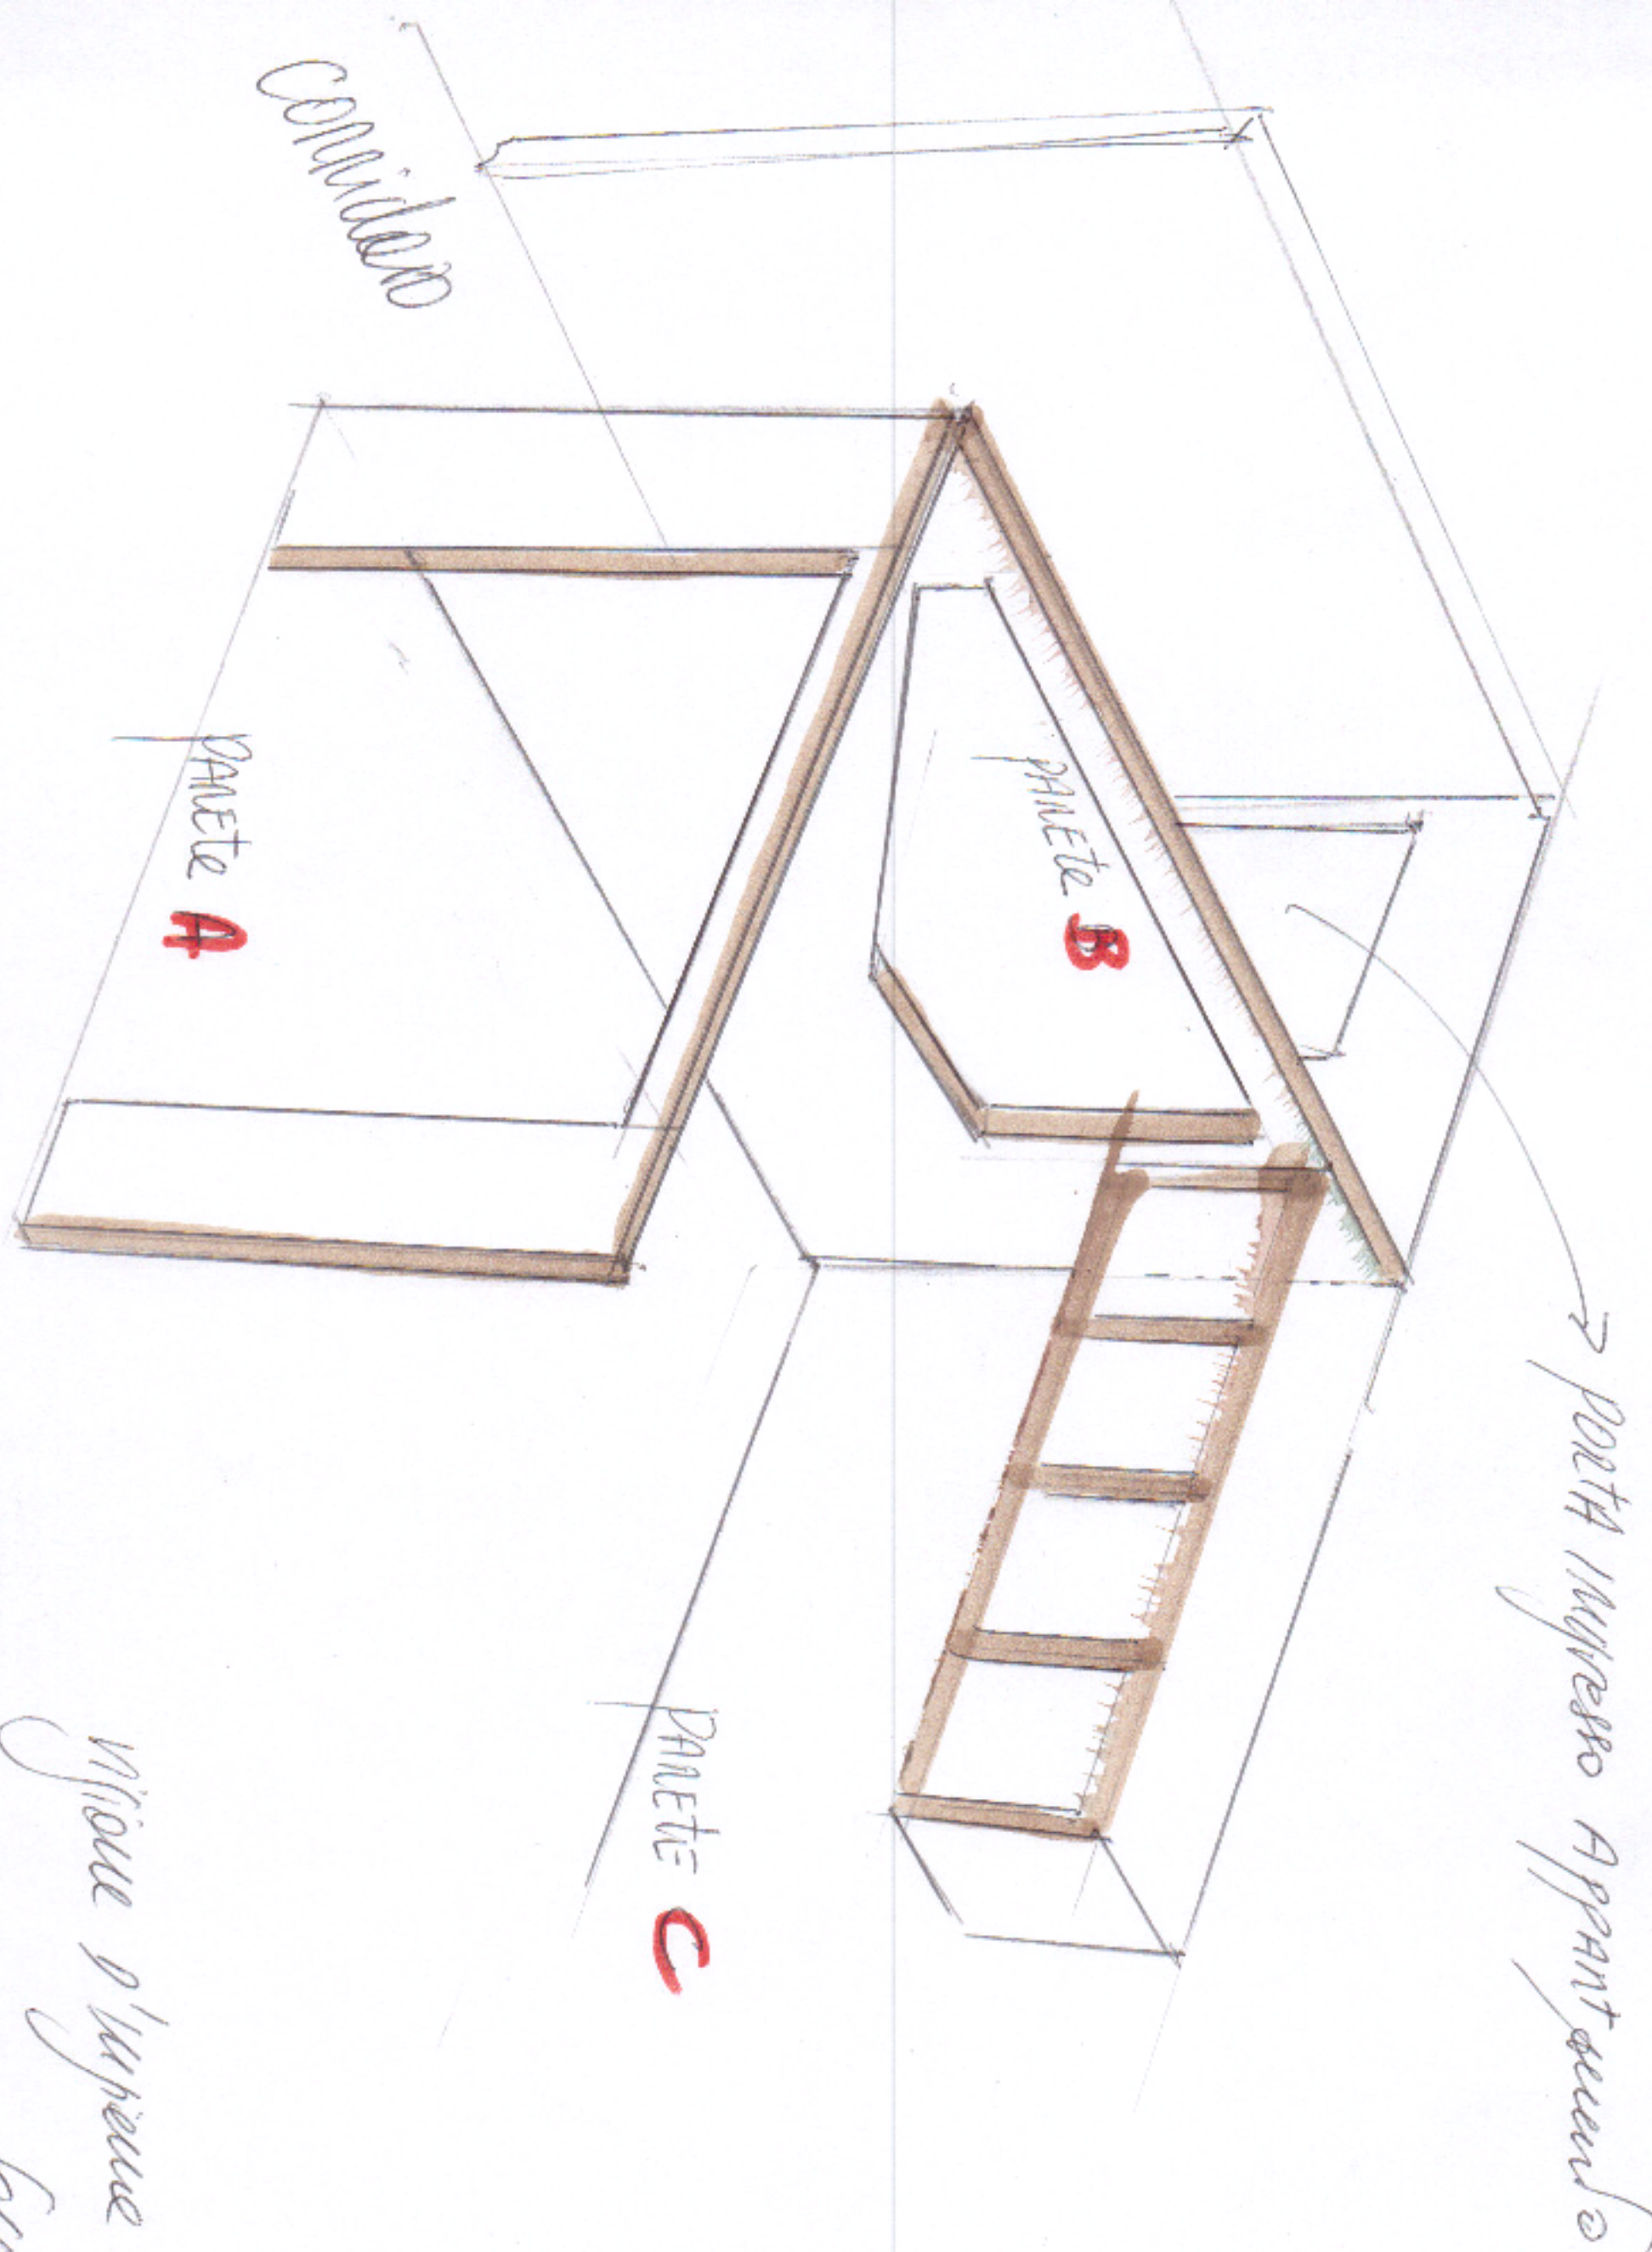 PORTA INGRESSO APPARTAMENTO
PARETE B
CORRIDOIO
PARETE C
PARETE A
VISIONE D'INSIEME